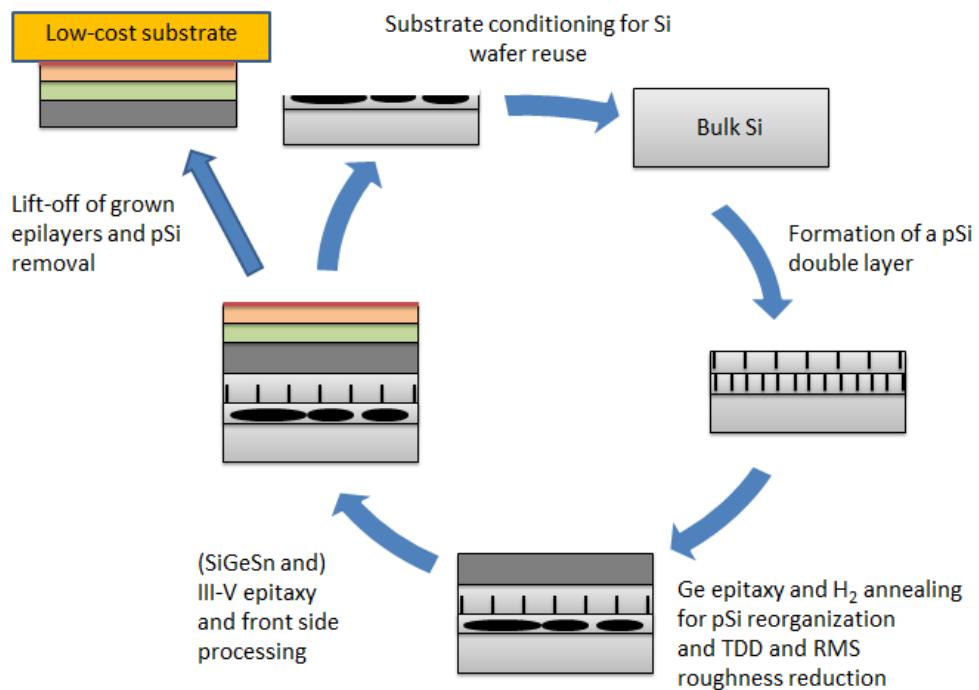 Low-cost substrate
Substrate conditioning for Si
wafer reuse
Bulk Si
Lift-off of grown
epilayers and pSi
removal
Formation of a pSi
double layer
(SiGeSn and)
III-V epitaxy
and front side
processing
Ge epitaxy and H₂ annealing
for pSi reorganization
and TDD and RMS
roughness reduction